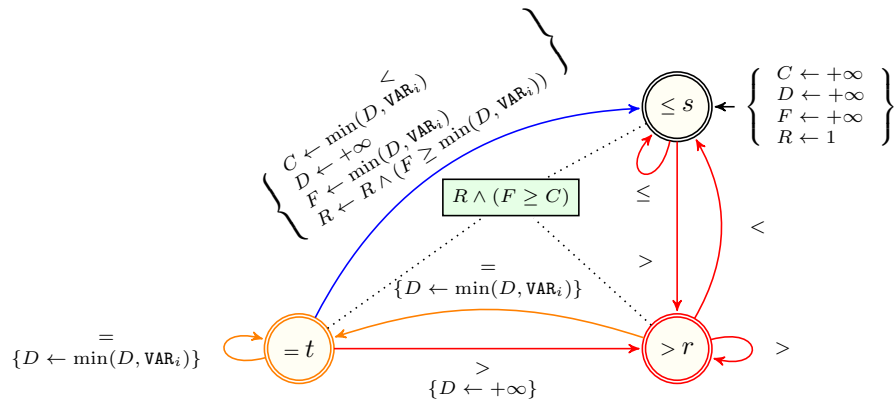 <
C ← min(D, VAR_i)
D ← +∞
F ← min(D, VAR_i)
R ← R ∧ (F ≥ min(D, VAR_i))
≤ s
C ← +∞
D ← +∞
F ← +∞
R ← 1
≤
R ∧ (F ≥ C)
<
>
=
{D ← min(D, VAR_i)}
=
{D ← min(D, VAR_i)}
= t
> r
>
>
{D ← +∞}